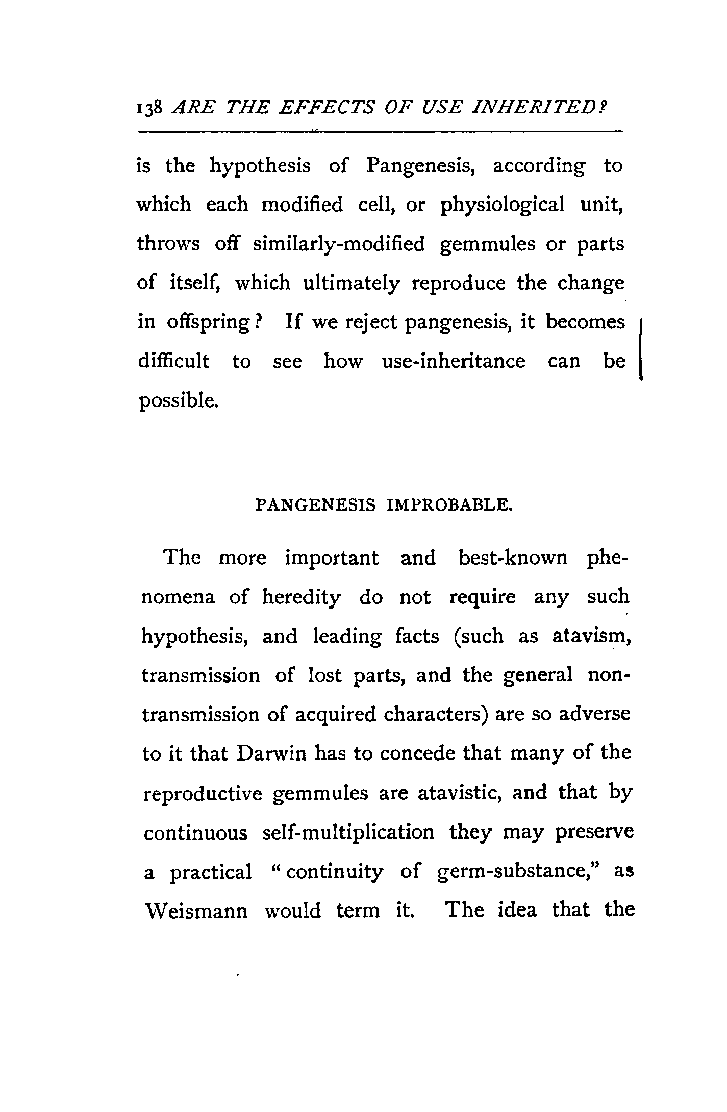 138 ARE THE EFFECTS OF USE INHERITED?
is the hypothesis of Pangenesis, according to
which each modified cell, or physiological unit,
throws off similarly-modified gemmules or parts
of itself, which ultimately reproduce the change
in offspring? If we reject pangenesis, it becomes
difficult to see how use-inheritance can be
possible.
PANGENESIS IMPROBABLE.
The more important and best-known phe-
nomena of heredity do not require any such
hypothesis, and leading facts (such as atavism,
transmission of lost parts, and the general non-
transmission of acquired characters) are so adverse
to it that Darwin has to concede that many of the
reproductive gemmules are atavistic, and that by
continuous self-multiplication they may preserve
a practical "continuity of germ-substance," as
Weismann would term it. The idea that the